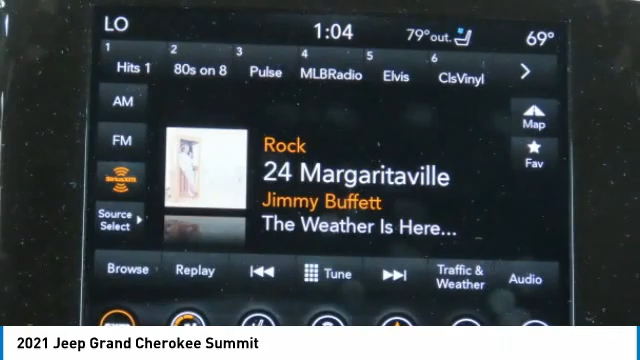 LO 1:04 79° out. 69°
1 2 3 4 5 6
Hits 1 80s on 8 Pulse MLBRadio Elvis ClsVinyl
AM
FM
SiriusXM
Source
Select
Rock
24 Margaritaville
Jimmy Buffett
The Weather Is Here...
Map
Fav
Browse Replay Tune Traffic &
Weather Audio
2021 Jeep Grand Cherokee Summit